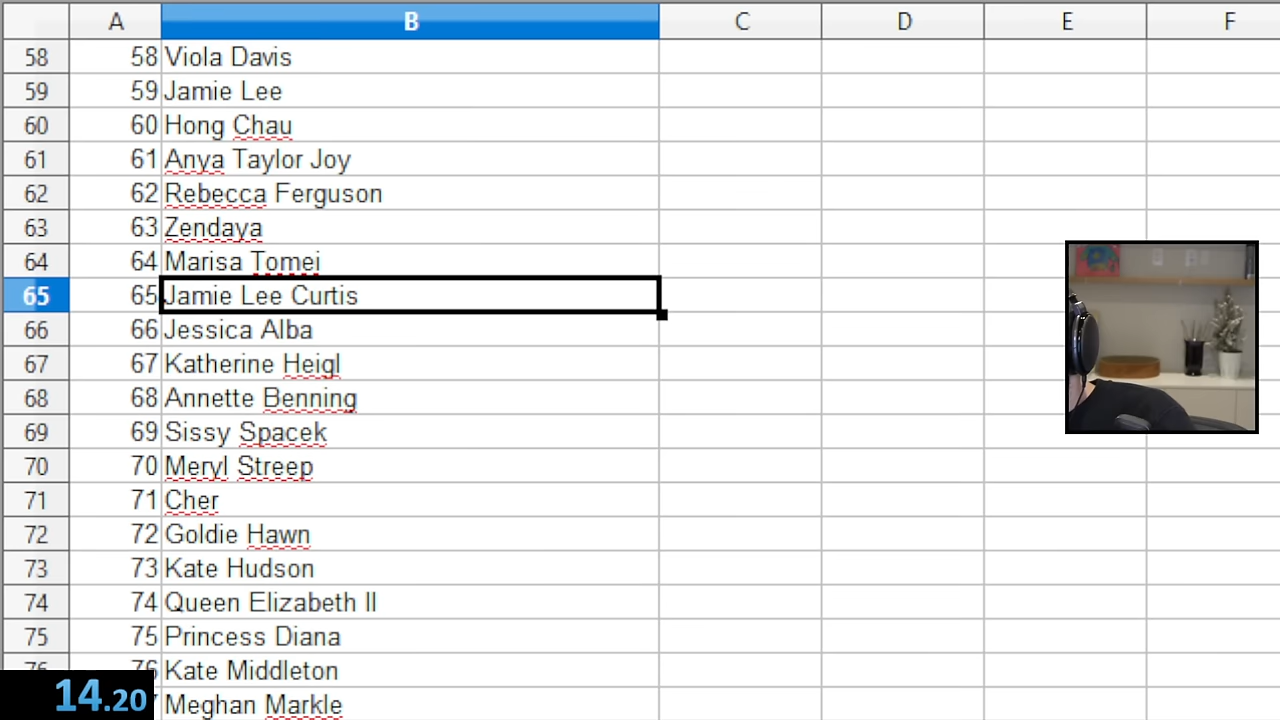 A B C D E F
58 58 Viola Davis
59 59 Jamie Lee
60 60 Hong Chau
61 61 Anya Taylor Joy
62 62 Rebecca Ferguson
63 63 Zendaya
64 64 Marisa Tomei
65 65 Jamie Lee Curtis
66 66 Jessica Alba
67 67 Katherine Heigl
68 68 Annette Benning
69 69 Sissy Spacek
70 70 Meryl Streep
71 71 Cher
72 72 Goldie Hawn
73 73 Kate Hudson
74 74 Queen Elizabeth II
75 75 Princess Diana
76 76 Kate Middleton
Meghan Markle
14.20